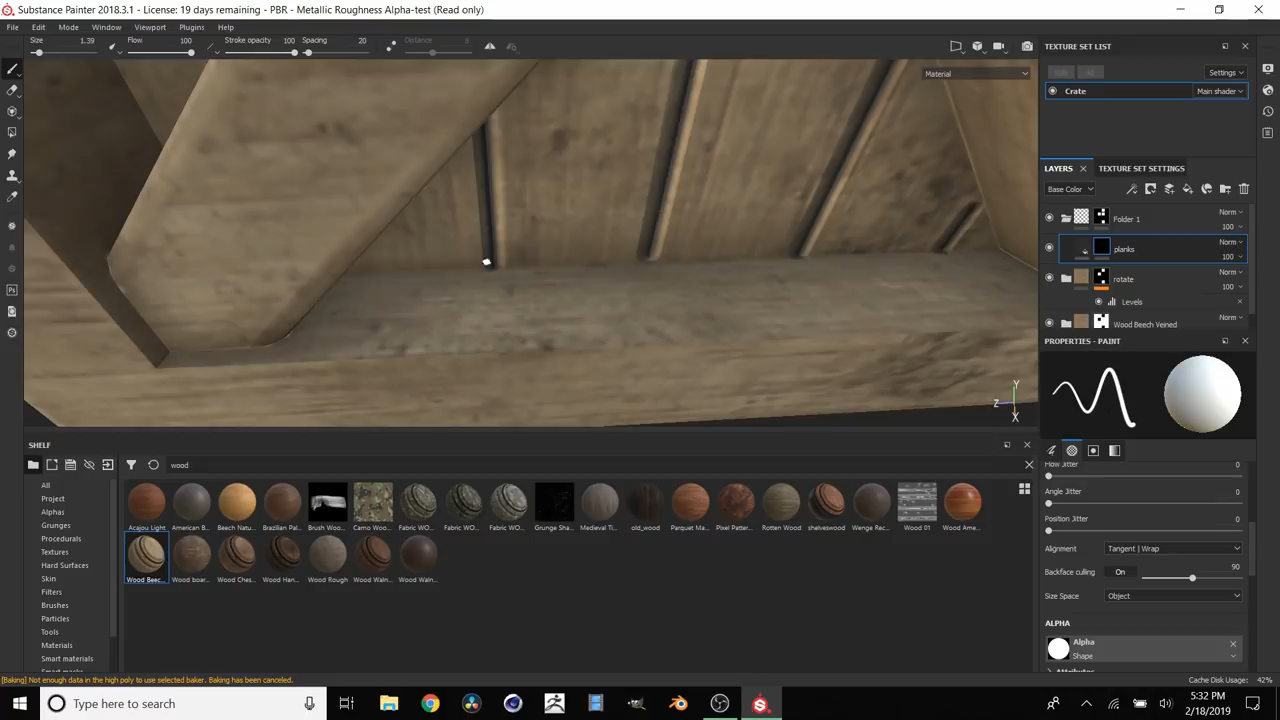 Substance Painter 2018.3.1 - License: 19 days remaining - PBR - Metallic Roughness Alpha-test (Read only)
File Edit Mode Window Viewport Plugins Help
Size 1.39 Flow 100 Stroke opacity 100 Spacing 20 Distance 8
Material
TEXTURE SET LIST
Settings
Crate Main shader
LAYERS TEXTURE SET SETTINGS
Base Color
Folder 1 Norm 100
planks Norm 100
rotate Norm 100
Levels
Wood Beech Veined Norm
PROPERTIES - PAINT
Flow Jitter 0
Angle Jitter 0
Position Jitter 0
Alignment Tangent | Wrap
Backface culling On 90
Size Space Object
ALPHA
Alpha
Shape
Attributes
Y
Z
X
SHELF
wood
All
Project
Alphas
Grunges
Procedurals
Textures
Hard Surfaces
Skin
Filters
Brushes
Particles
Tools
Materials
Smart materials
Acajou Light American B... Beech Natu... Brazilian Pal... Brush Woo... Camo Woo... Fabric WO... Fabric WO... Fabric WO... Grunge Sha... Medieval Ti... old_wood Parquet Ma... Pixel Patter... Rotten Wood shelveswood Wenge Rec... Wood 01 Wood Ame...
Wood Beec... Wood boar... Wood Ches... Wood Han... Wood Rough Wood Waln... Wood Waln...
[Baking] Not enough data in the high poly to use selected baker. Baking has been canceled.
Cache Disk Usage: 42%
Type here to search
5:32 PM
2/18/2019